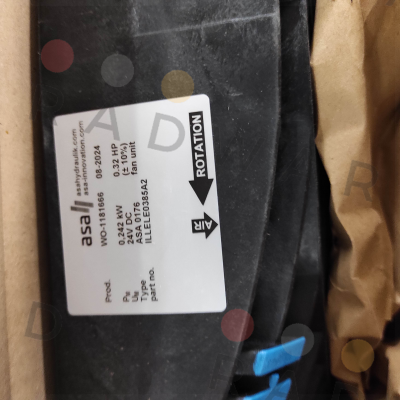 asa
asahydraulik.com
asa-innovation.com
Prod. WO-1181666 08-2024
PN 0,242 kW 0.32 HP
UN 24V DC (± 10%)
Type ASA 0176 fan unit
part no. ILLELE0385A2
AIR
ROTATION